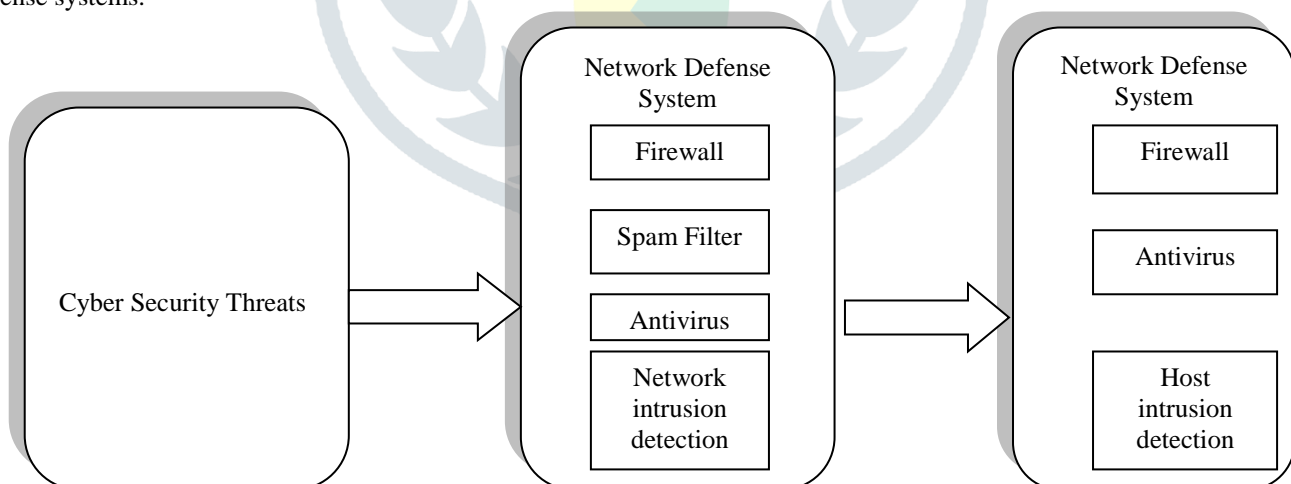 ense systems.
Network Defense
System
Firewall
Spam Filter
Antivirus
Network
intrusion
detection
Network Defense
System
Firewall
Antivirus
Host
intrusion
detection
Cyber Security Threats